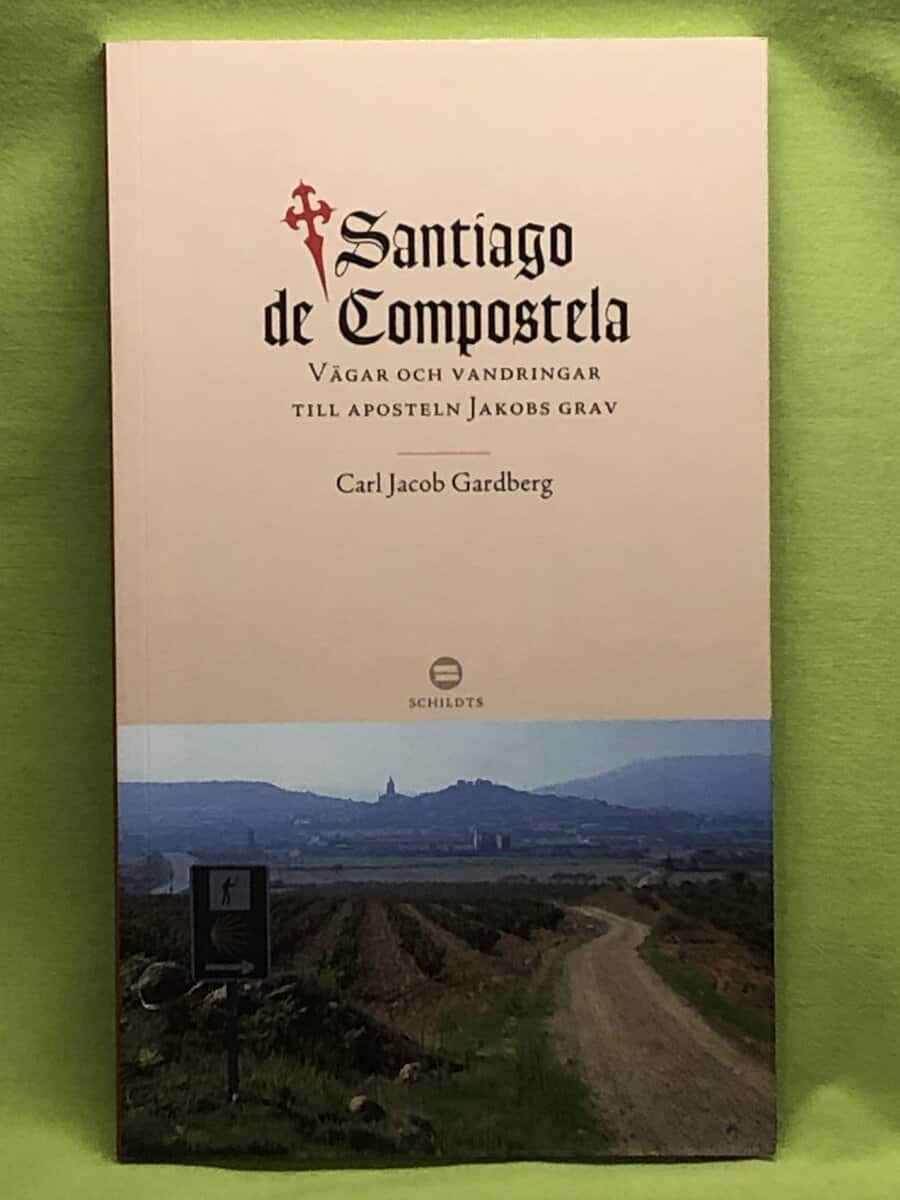 Santiago
de Compostela
Vägar och vandringar
till aposteln Jakobs grav
Carl Jacob Gardberg
SCHILDTS